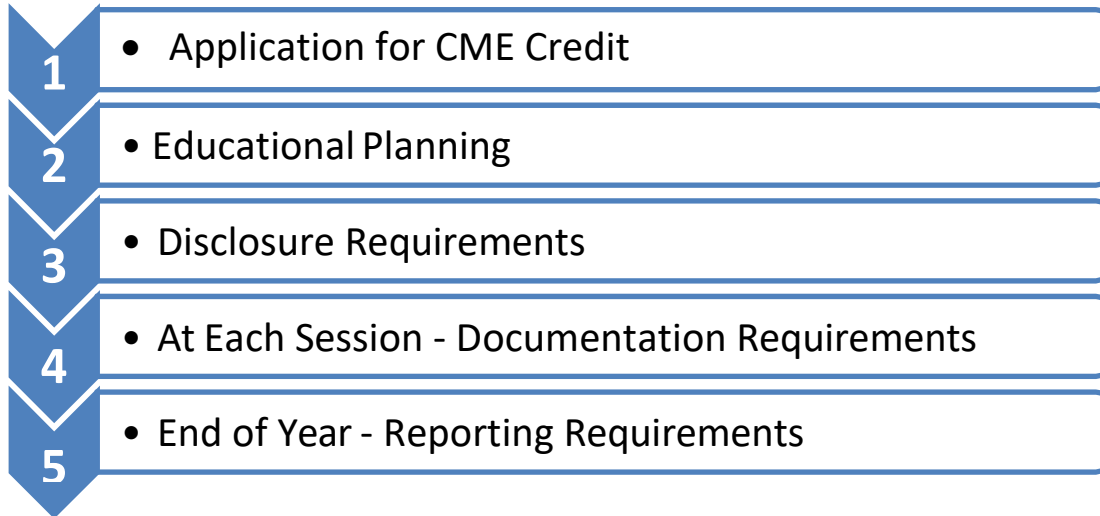 1 • Application for CME Credit
2 • Educational Planning
3 • Disclosure Requirements
4 • At Each Session - Documentation Requirements
5 • End of Year - Reporting Requirements